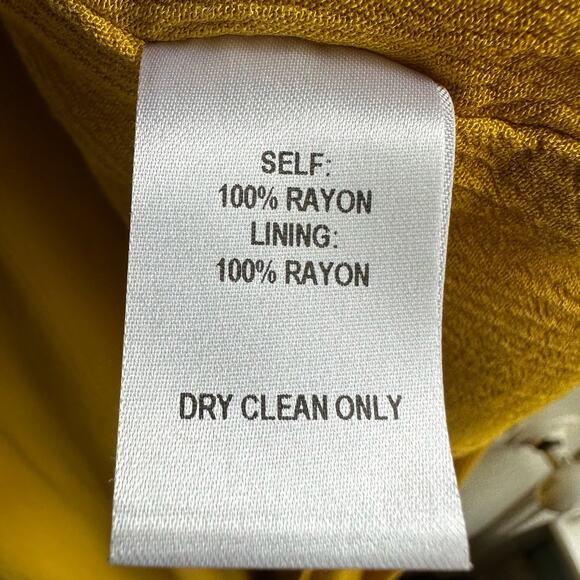 SELF:
100% RAYON
LINING:
100% RAYON
DRY CLEAN ONLY